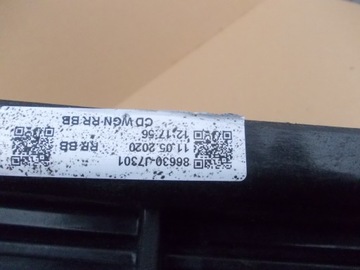 86630-J7301
11.05.2020 RR BB
12:17:56
CD WGN RR BB